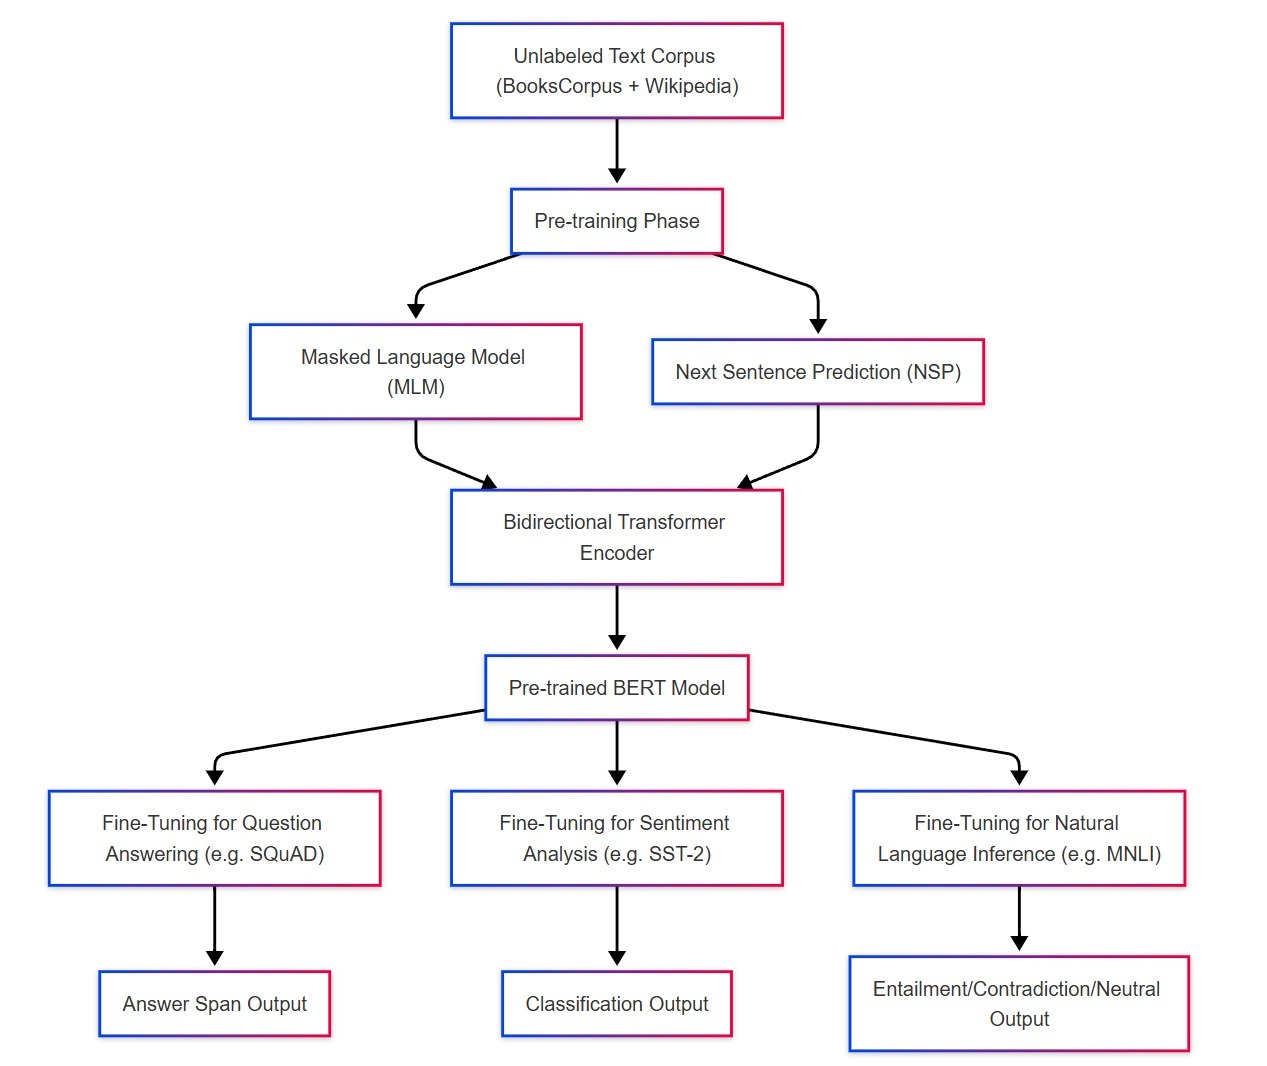 Unlabeled Text Corpus
(BooksCorpus + Wikipedia)
Pre-training Phase
Masked Language Model
(MLM)
Next Sentence Prediction (NSP)
Bidirectional Transformer
Encoder
Pre-trained BERT Model
Fine-Tuning for Question
Answering (e.g. SQuAD)
Fine-Tuning for Sentiment
Analysis (e.g. SST-2)
Fine-Tuning for Natural
Language Inference (e.g. MNLI)
Answer Span Output
Classification Output
Entailment/Contradiction/Neutral
Output